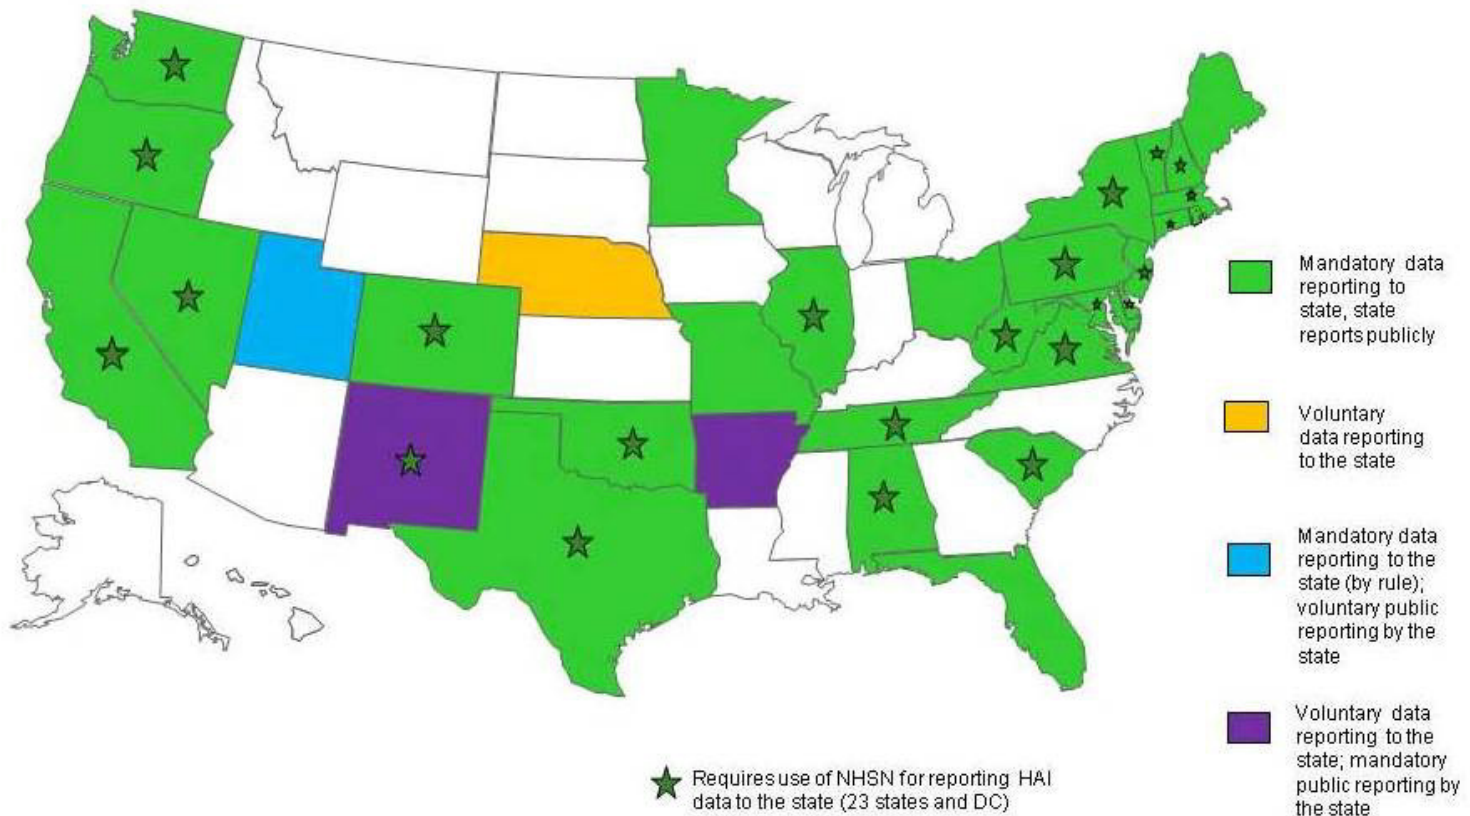 Mandatory data
reporting to
state, state
reports publicly
Voluntary
data reporting
to the state
Mandatory data
reporting to the
state (by rule);
voluntary public
reporting by the
state
Voluntary data
reporting to the
state; mandatory
public reporting by
the state
Requires use of NHSN for reporting HAI
data to the state (23 states and DC)